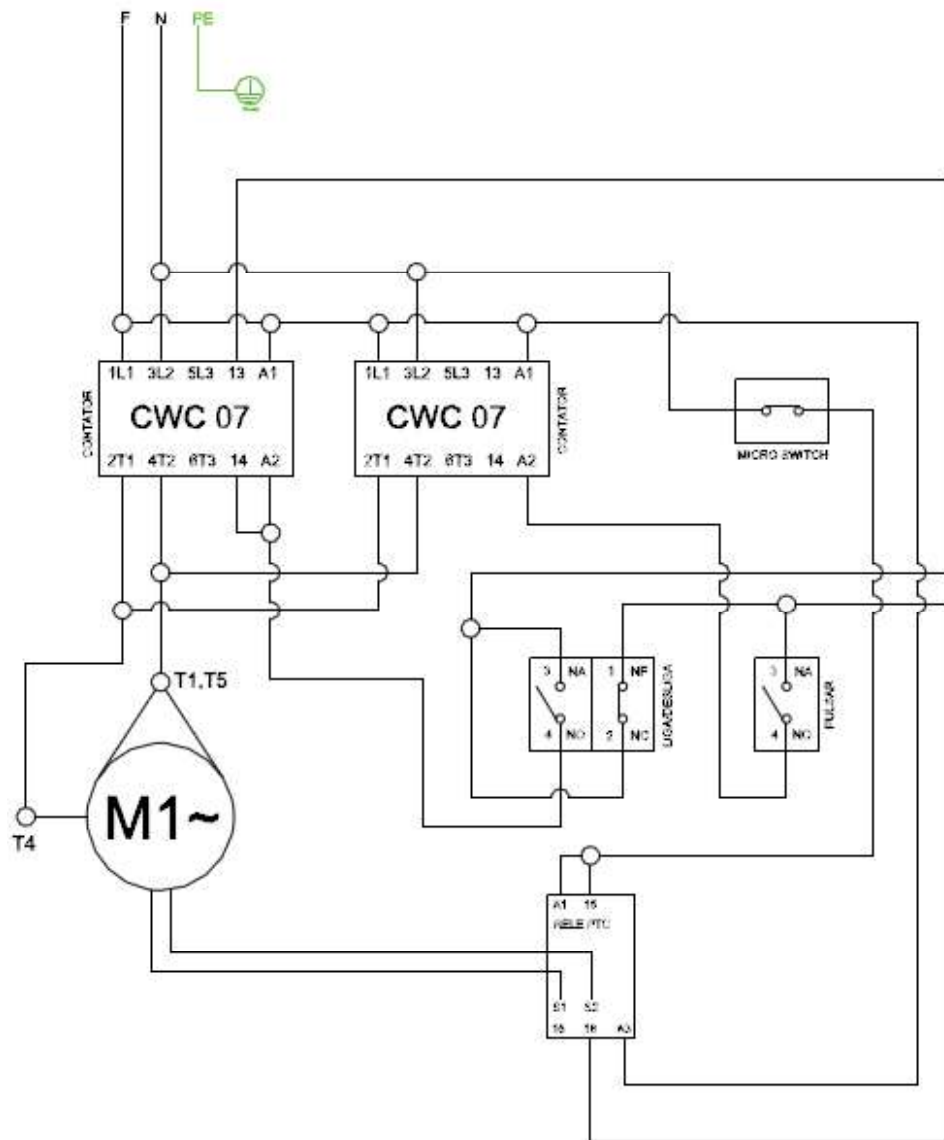 F N PE
1L1 3L2 5L3 13 A1
CONTATOR
CWC 07
2T1 4T2 6T3 14 A2
1L1 3L2 5L3 13 A1
CWC 07
CONTATOR
2T1 4T2 6T3 14 A2
MICRO SWITCH
3 NA 1 NF
4 NO 2 NC
LIGA/DESLIGA
3 NA
4 NO
PULSAR
T1,T5
M1~
T4
A1 15
RELE PTC
S1 S2
18 A3